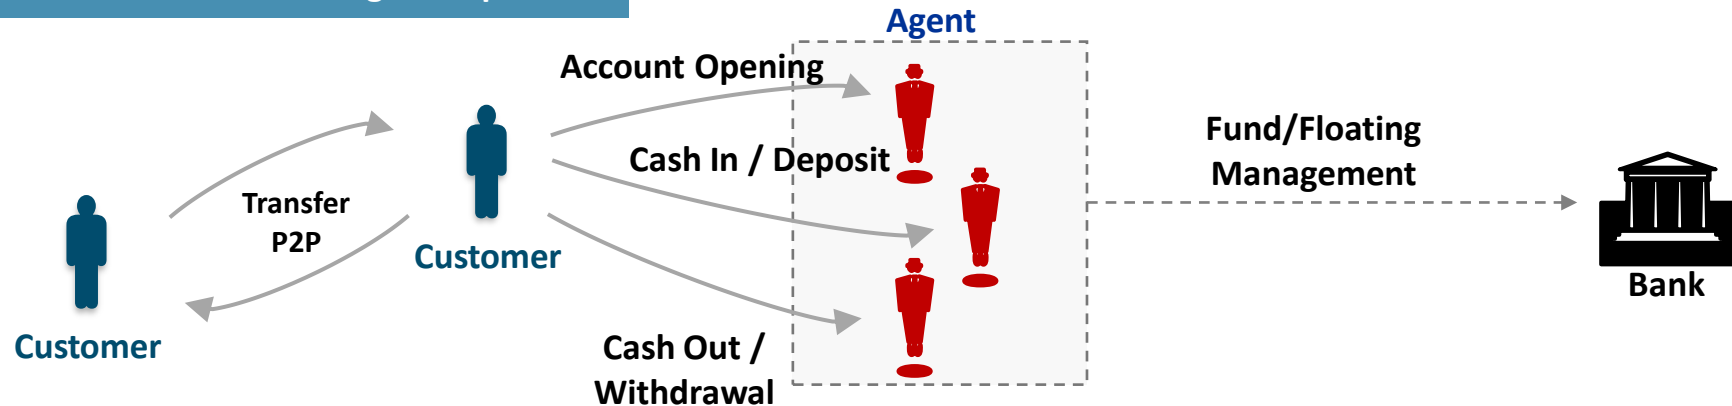 Agent
Account Opening
Cash In / Deposit
Cash Out /
Withdrawal
Transfer
P2P
Customer
Customer
Fund/Floating
Management
Bank